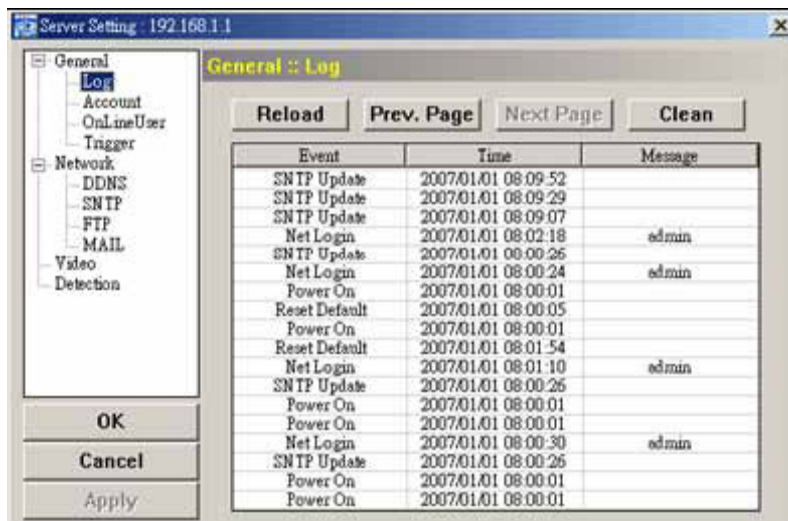 Server Setting : 192.168.1.1
General
Log
Account
OnLineUser
Trigger
Network
DDNS
SNTP
FTP
MAIL
Video
Detection
OK
Cancel
Apply
General :: Log
Reload Prev. Page Next Page Clean
Event Time Message
SNTP Update 2007/01/01 08:09:52
SNTP Update 2007/01/01 08:09:29
SNTP Update 2007/01/01 08:09:07
Net Login 2007/01/01 08:02:18 admin
SNTP Update 2007/01/01 08:00:26
Net Login 2007/01/01 08:00:24 admin
Power On 2007/01/01 08:00:01
Reset Default 2007/01/01 08:00:05
Power On 2007/01/01 08:00:01
Reset Default 2007/01/01 08:01:54
Net Login 2007/01/01 08:01:10 admin
SNTP Update 2007/01/01 08:00:26
Power On 2007/01/01 08:00:01
Power On 2007/01/01 08:00:01
Net Login 2007/01/01 08:00:30 admin
SNTP Update 2007/01/01 08:00:26
Power On 2007/01/01 08:00:01
Power On 2007/01/01 08:00:01